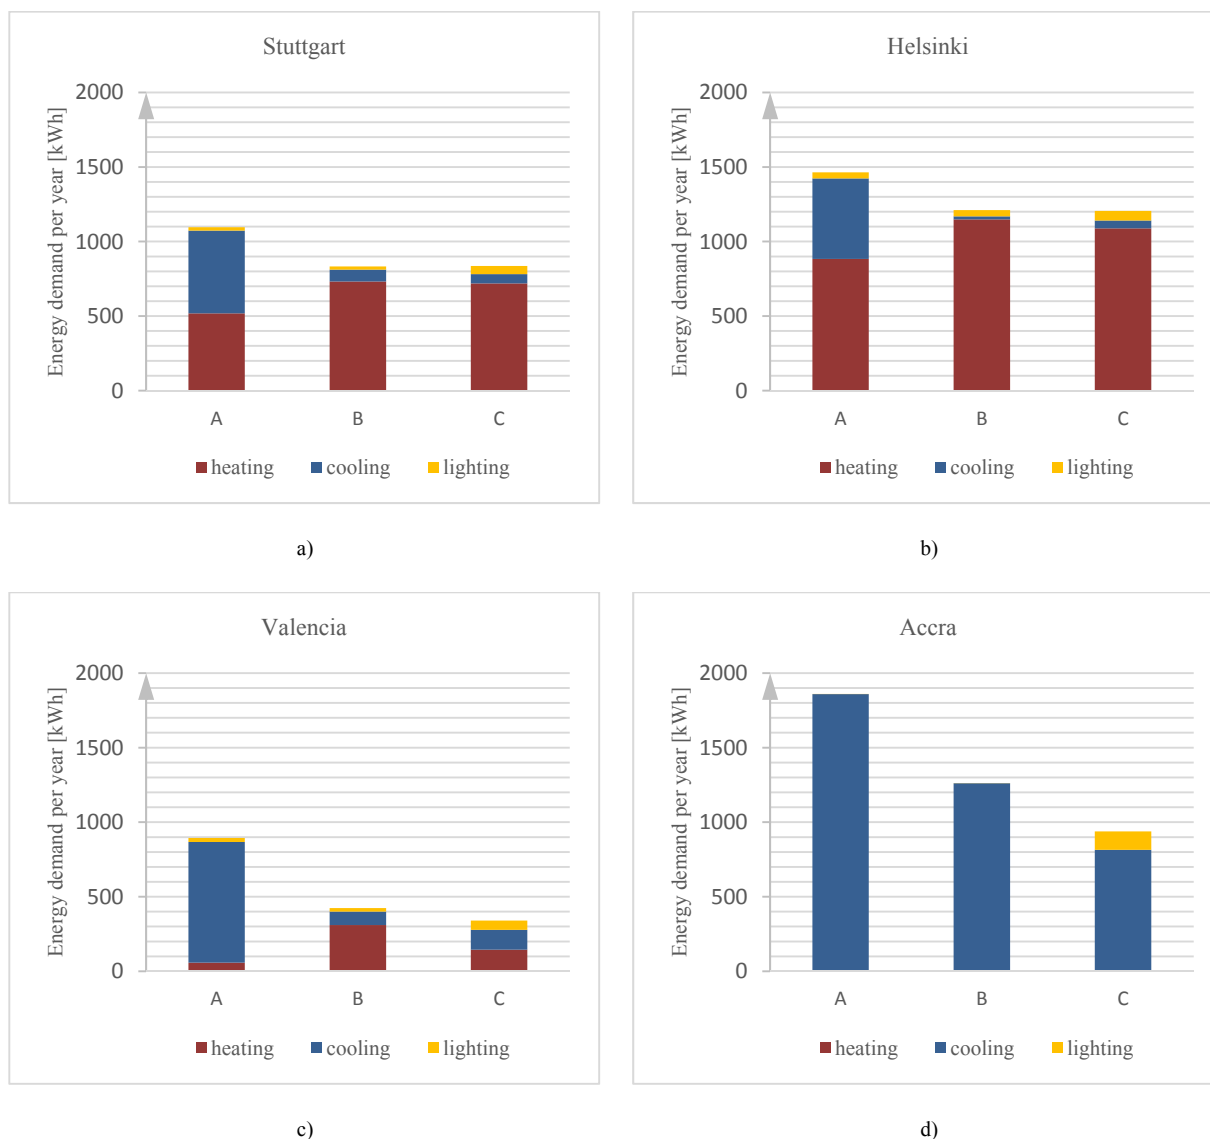 Stuttgart
Energy demand per year [kWh]
2000
1500
1000
500
0
A B C
heating cooling lighting
a)
Helsinki
Energy demand per year [kWh]
2000
1500
1000
500
0
A B C
heating cooling lighting
b)
Valencia
Energy demand per year [kWh]
2000
1500
1000
500
0
A B C
heating cooling lighting
c)
Accra
Energy demand per year [kWh]
2000
1500
1000
500
0
A B C
heating cooling lighting
d)